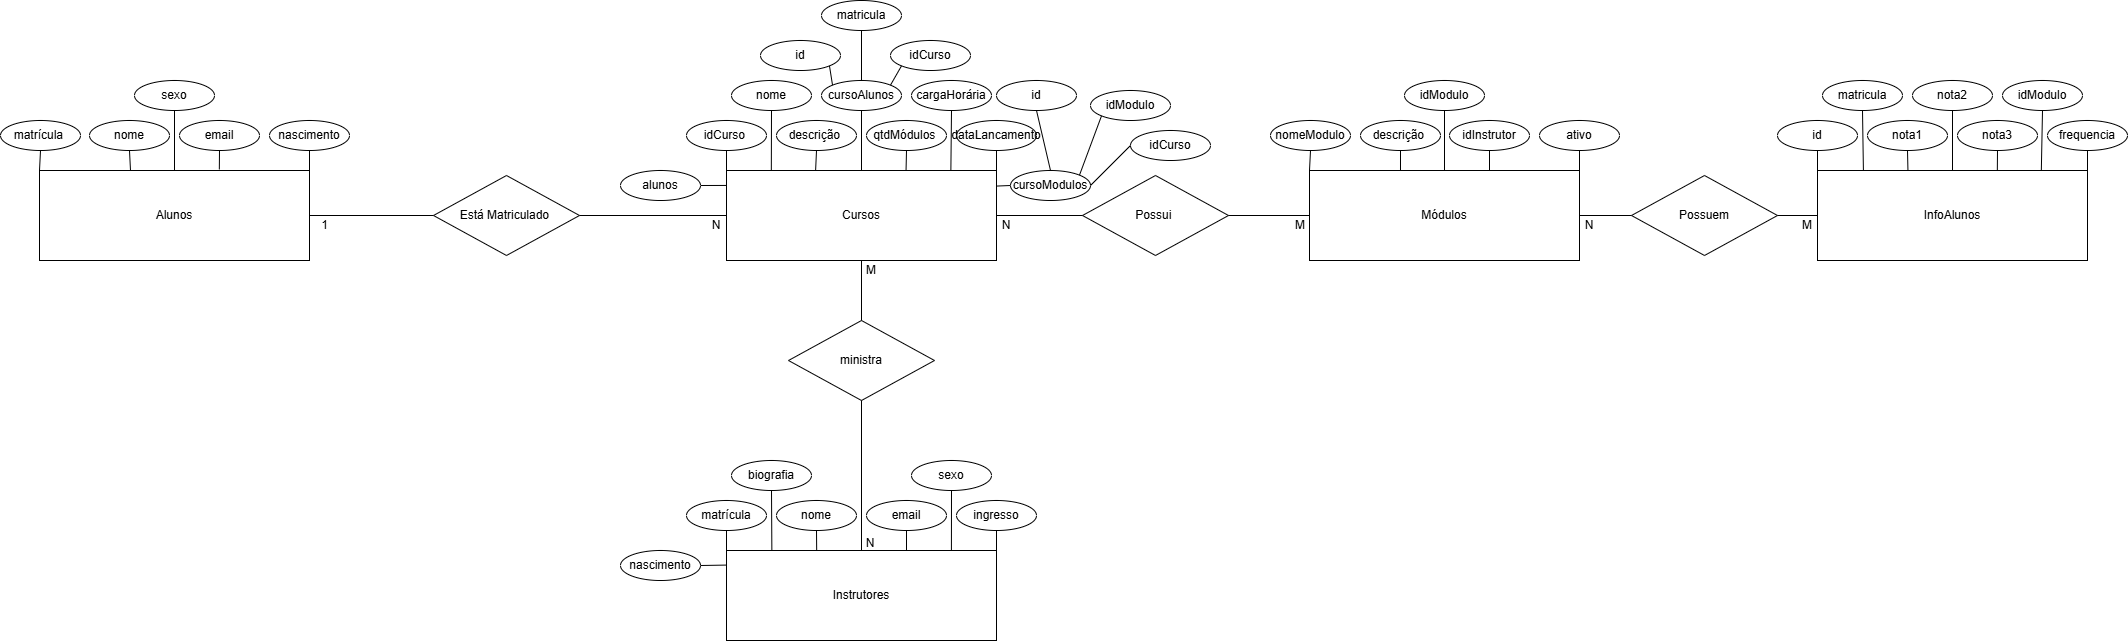 matricula
id
idCurso
sexo
nome
cursoAlunos
cargaHorária
id
idModulo
idModulo
matricula
nota2
idModulo
matrícula
nome
email
nascimento
idCurso
descrição
qtdMódulos
dataLancamento
idCurso
nomeModulo
descrição
idInstrutor
ativo
id
nota1
nota3
frequencia
alunos
cursoModulos
Alunos
Está Matriculado
Cursos
Possui
Módulos
Possuem
InfoAlunos
1
N
N
M
N
M
M
ministra
biografia
sexo
matrícula
nome
email
ingresso
N
nascimento
Instrutores